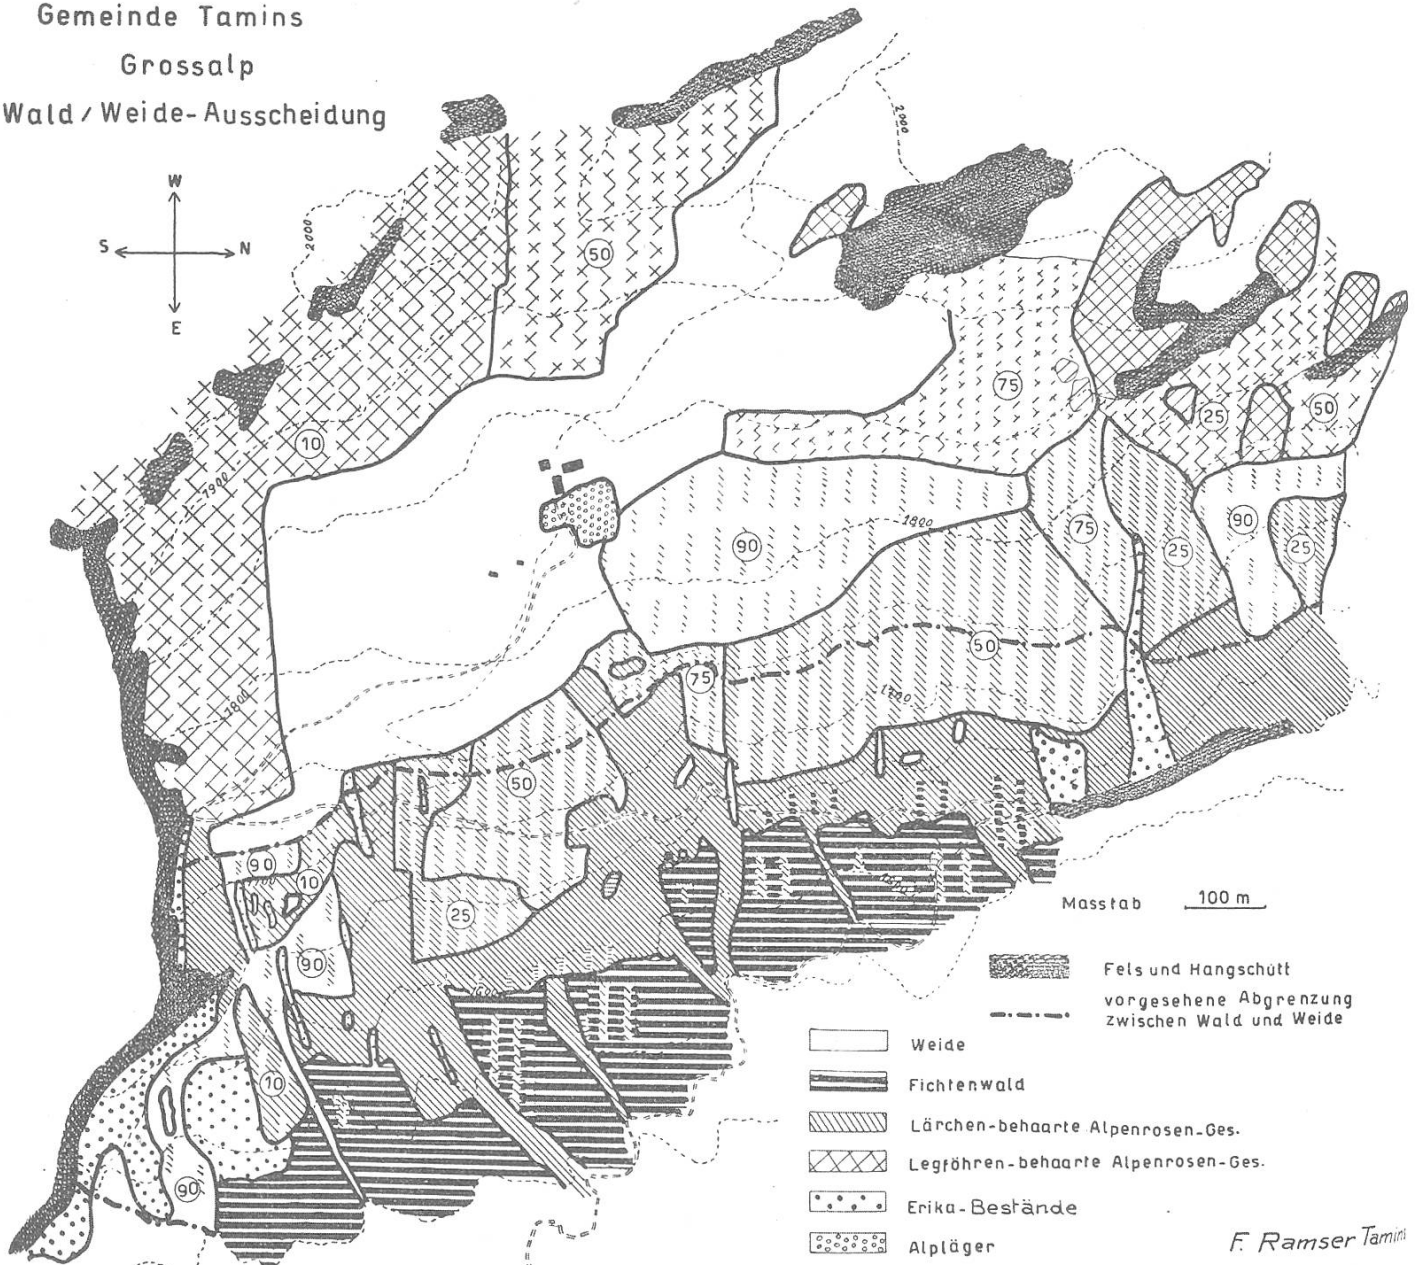 Gemeinde Tamins
Grossalp
Wald/Weide-Ausscheidung
W
S N
E
2000
2000
50
10
1900
75
25
50
1800
90
75
25
90
25
1800
50
75
1700
50
90
10
25
90
1600
10
90
Masstab 100 m
Fels und Hangschutt
vorgesehene Abgrenzung
zwischen Wald und Weide
Weide
Fichtenwald
Lärchen-behaarte Alpenrosen-Ges.
Legföhren-behaarte Alpenrosen-Ges.
Erika-Bestände
Alpläger
F. Ramser Tamins